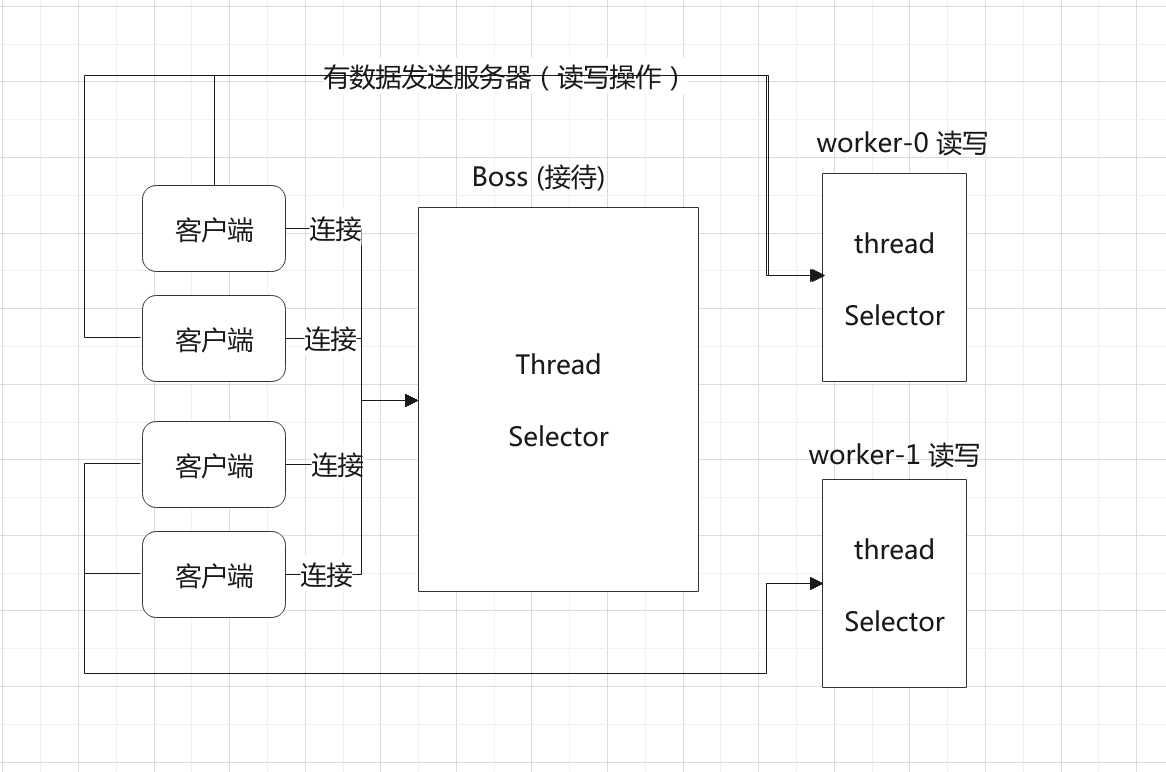 有数据发送服务器（读写操作）
worker-0 读写
Boss (接待)
客户端
连接
thread
Selector
客户端
连接
Thread
Selector
worker-1 读写
客户端
连接
thread
Selector
客户端
连接